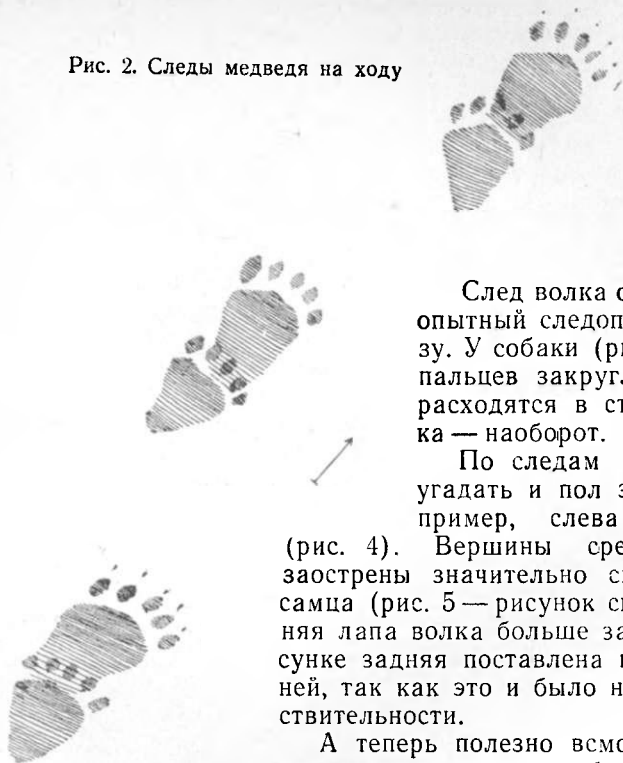 Рис. 2. Следы медведя на ходу
След волка
опытный следоп
зу. У собаки (ри
пальцев закруг
расходятся в ст
ка — наоборот.
По следам
угадать и пол
пример, слева
(рис. 4). Вершины сре
заострены значительно с
самца (рис. 5 — рисунок с
няя лапа волка больше за
сунке задняя поставлена
ней, так как это и было н
ствительности.
А теперь полезно всмо